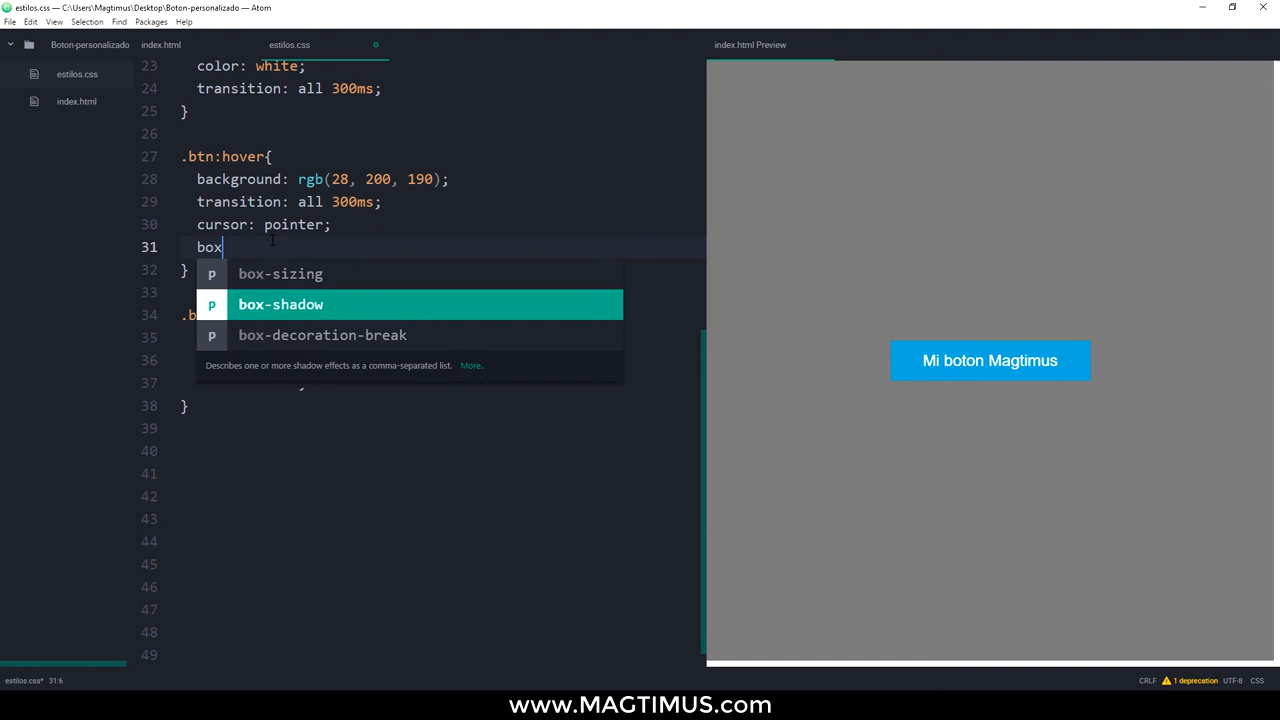 estilos.css — C:\Users\Magtimus\Desktop\Boton-personalizado — Atom
File Edit View Selection Find Packages Help
Boton-personalizado
estilos.css
index.html
index.html estilos.css
index.html Preview
23 color: white;
24 transition: all 300ms;
25 }
26
27 .btn:hover{
28 background: rgb(28, 200, 190);
29 transition: all 300ms;
30 cursor: pointer;
31 box
32 }
33
34 .b
35
36
37
38 }
39
40
41
42
43
44
45
46
47
48
49
p box-sizing
p box-shadow
p box-decoration-break
Describes one or more shadow effects as a comma-separated list. More..
Mi boton Magtimus
estilos.css* 31:6
CRLF 1 deprecation UTF-8 CSS
www.MAGTIMUS.com